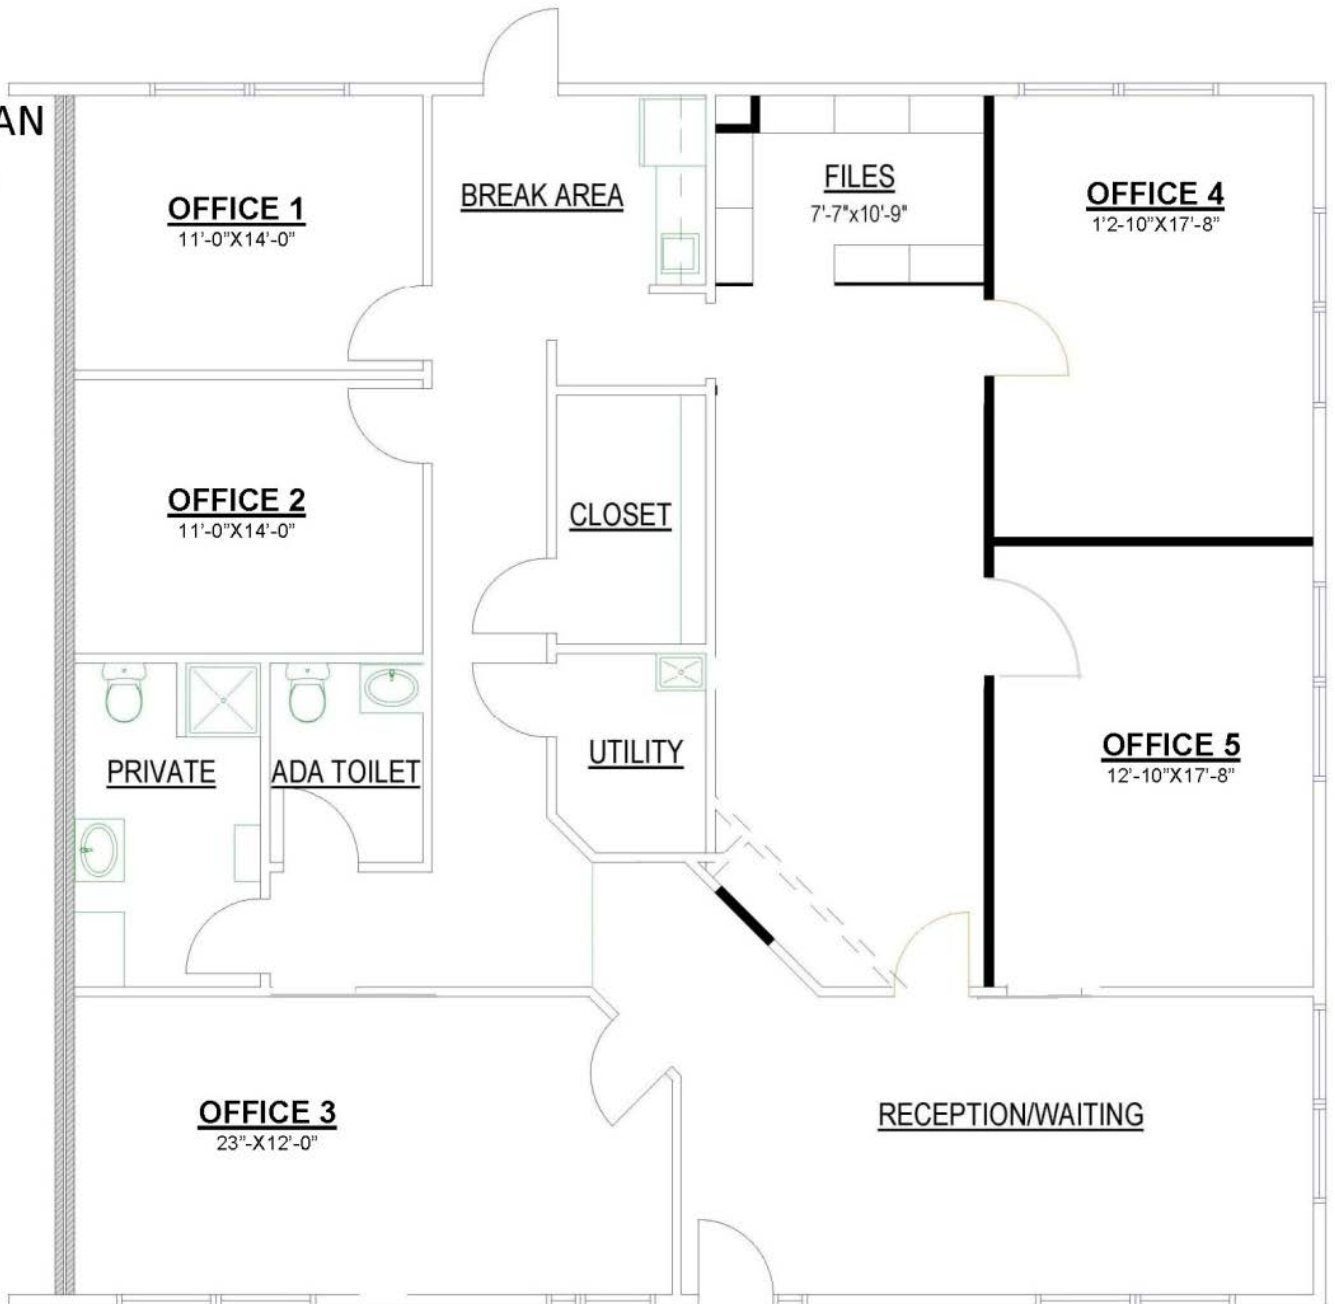 AN
OFFICE 1
11'-0"X14'-0"
BREAK AREA
FILES
7'-7"x10'-9"
OFFICE 4
1'2-10"X17'-8"
OFFICE 2
11'-0"X14'-0"
CLOSET
PRIVATE
ADA TOILET
UTILITY
OFFICE 5
12'-10"X17'-8"
OFFICE 3
23"-X12'-0"
RECEPTION/WAITING